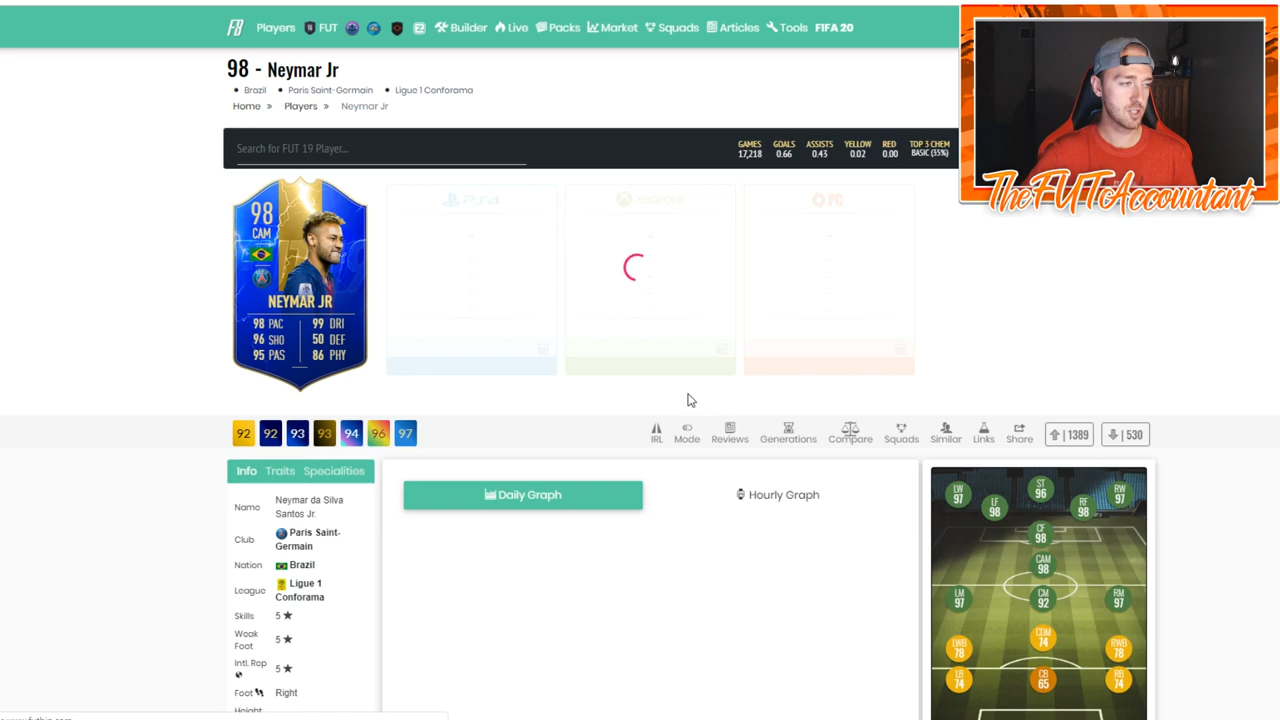 F8 Players FUT Builder Live Packs Market Squads Articles Tools FIFA 20
98 - Neymar Jr
Brazil Paris Saint-Germain Ligue 1 Conforama
Home » Players » Neymar Jr
Search for FUT 19 Player...
GAMES 17,218
GOALS 0.66
ASSISTS 0.43
YELLOW 0.02
RED 0.00
TOP 3 CHEM BASIC (35%)
TheFUTAccountant
98
CAM
NEYMAR JR
98 PAC 99 DRI
96 SHO 50 DEF
95 PAS 86 PHY
PS4
XBOX ONE
PC
92 92 93 93 94 96 97
IRL Mode Reviews Generations Compare Squads Similar Links Share 1389 530
Info Traits Specialities
Name Neymar da Silva
Santos Jr.
Club Paris Saint-
Germain
Nation Brazil
League Ligue 1
Conforama
Skills 5
Weak
Foot 5
Intl. Rep 5
Foot Right
Height
Daily Graph Hourly Graph
LW 97
LF 98
ST 96
RF 98
RW 97
CF 98
CAM 98
LM 97
CM 92
RM 97
LWB 78
CDM 74
RWB 78
LB 74
CB 65
RB 74